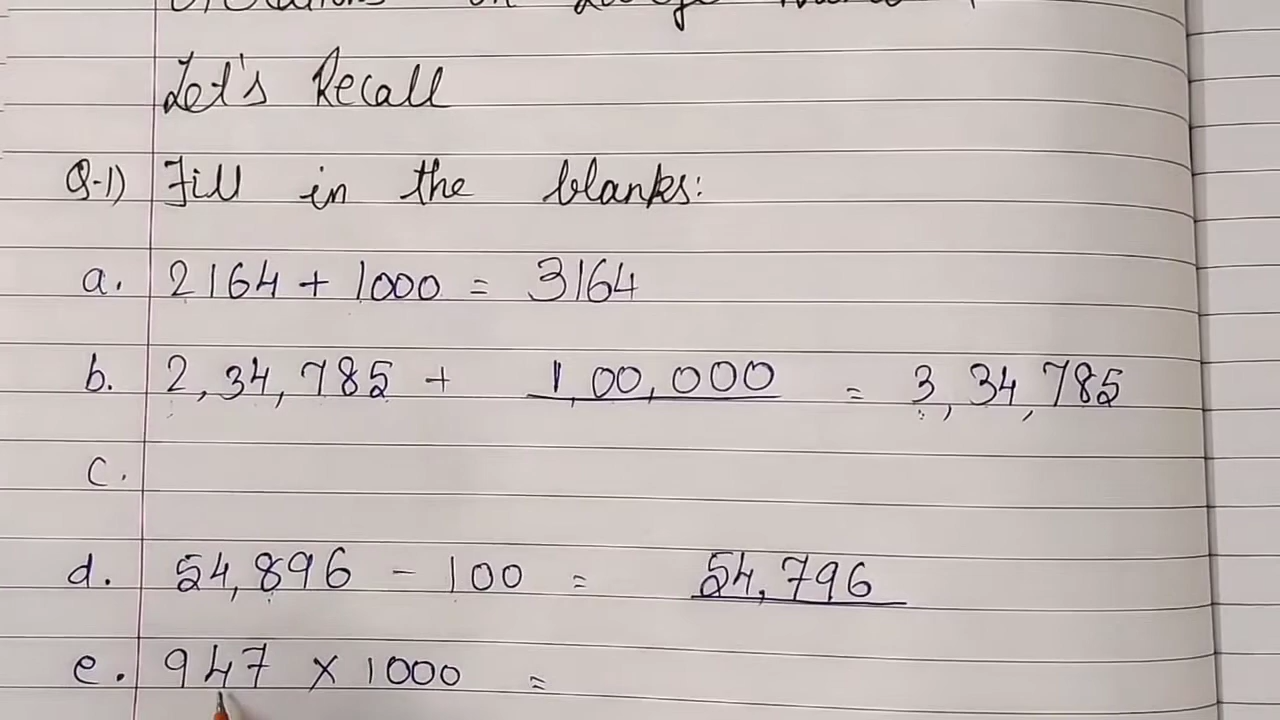 on
Let's Recall
Q-1) Fill in the blanks:
a. 2164 + 1000 = 3164
b. 2,34,785 + 1,00,000 = 3,34,785
c.
d. 54,896 - 100 = 54,796
e. 947 × 1000 =